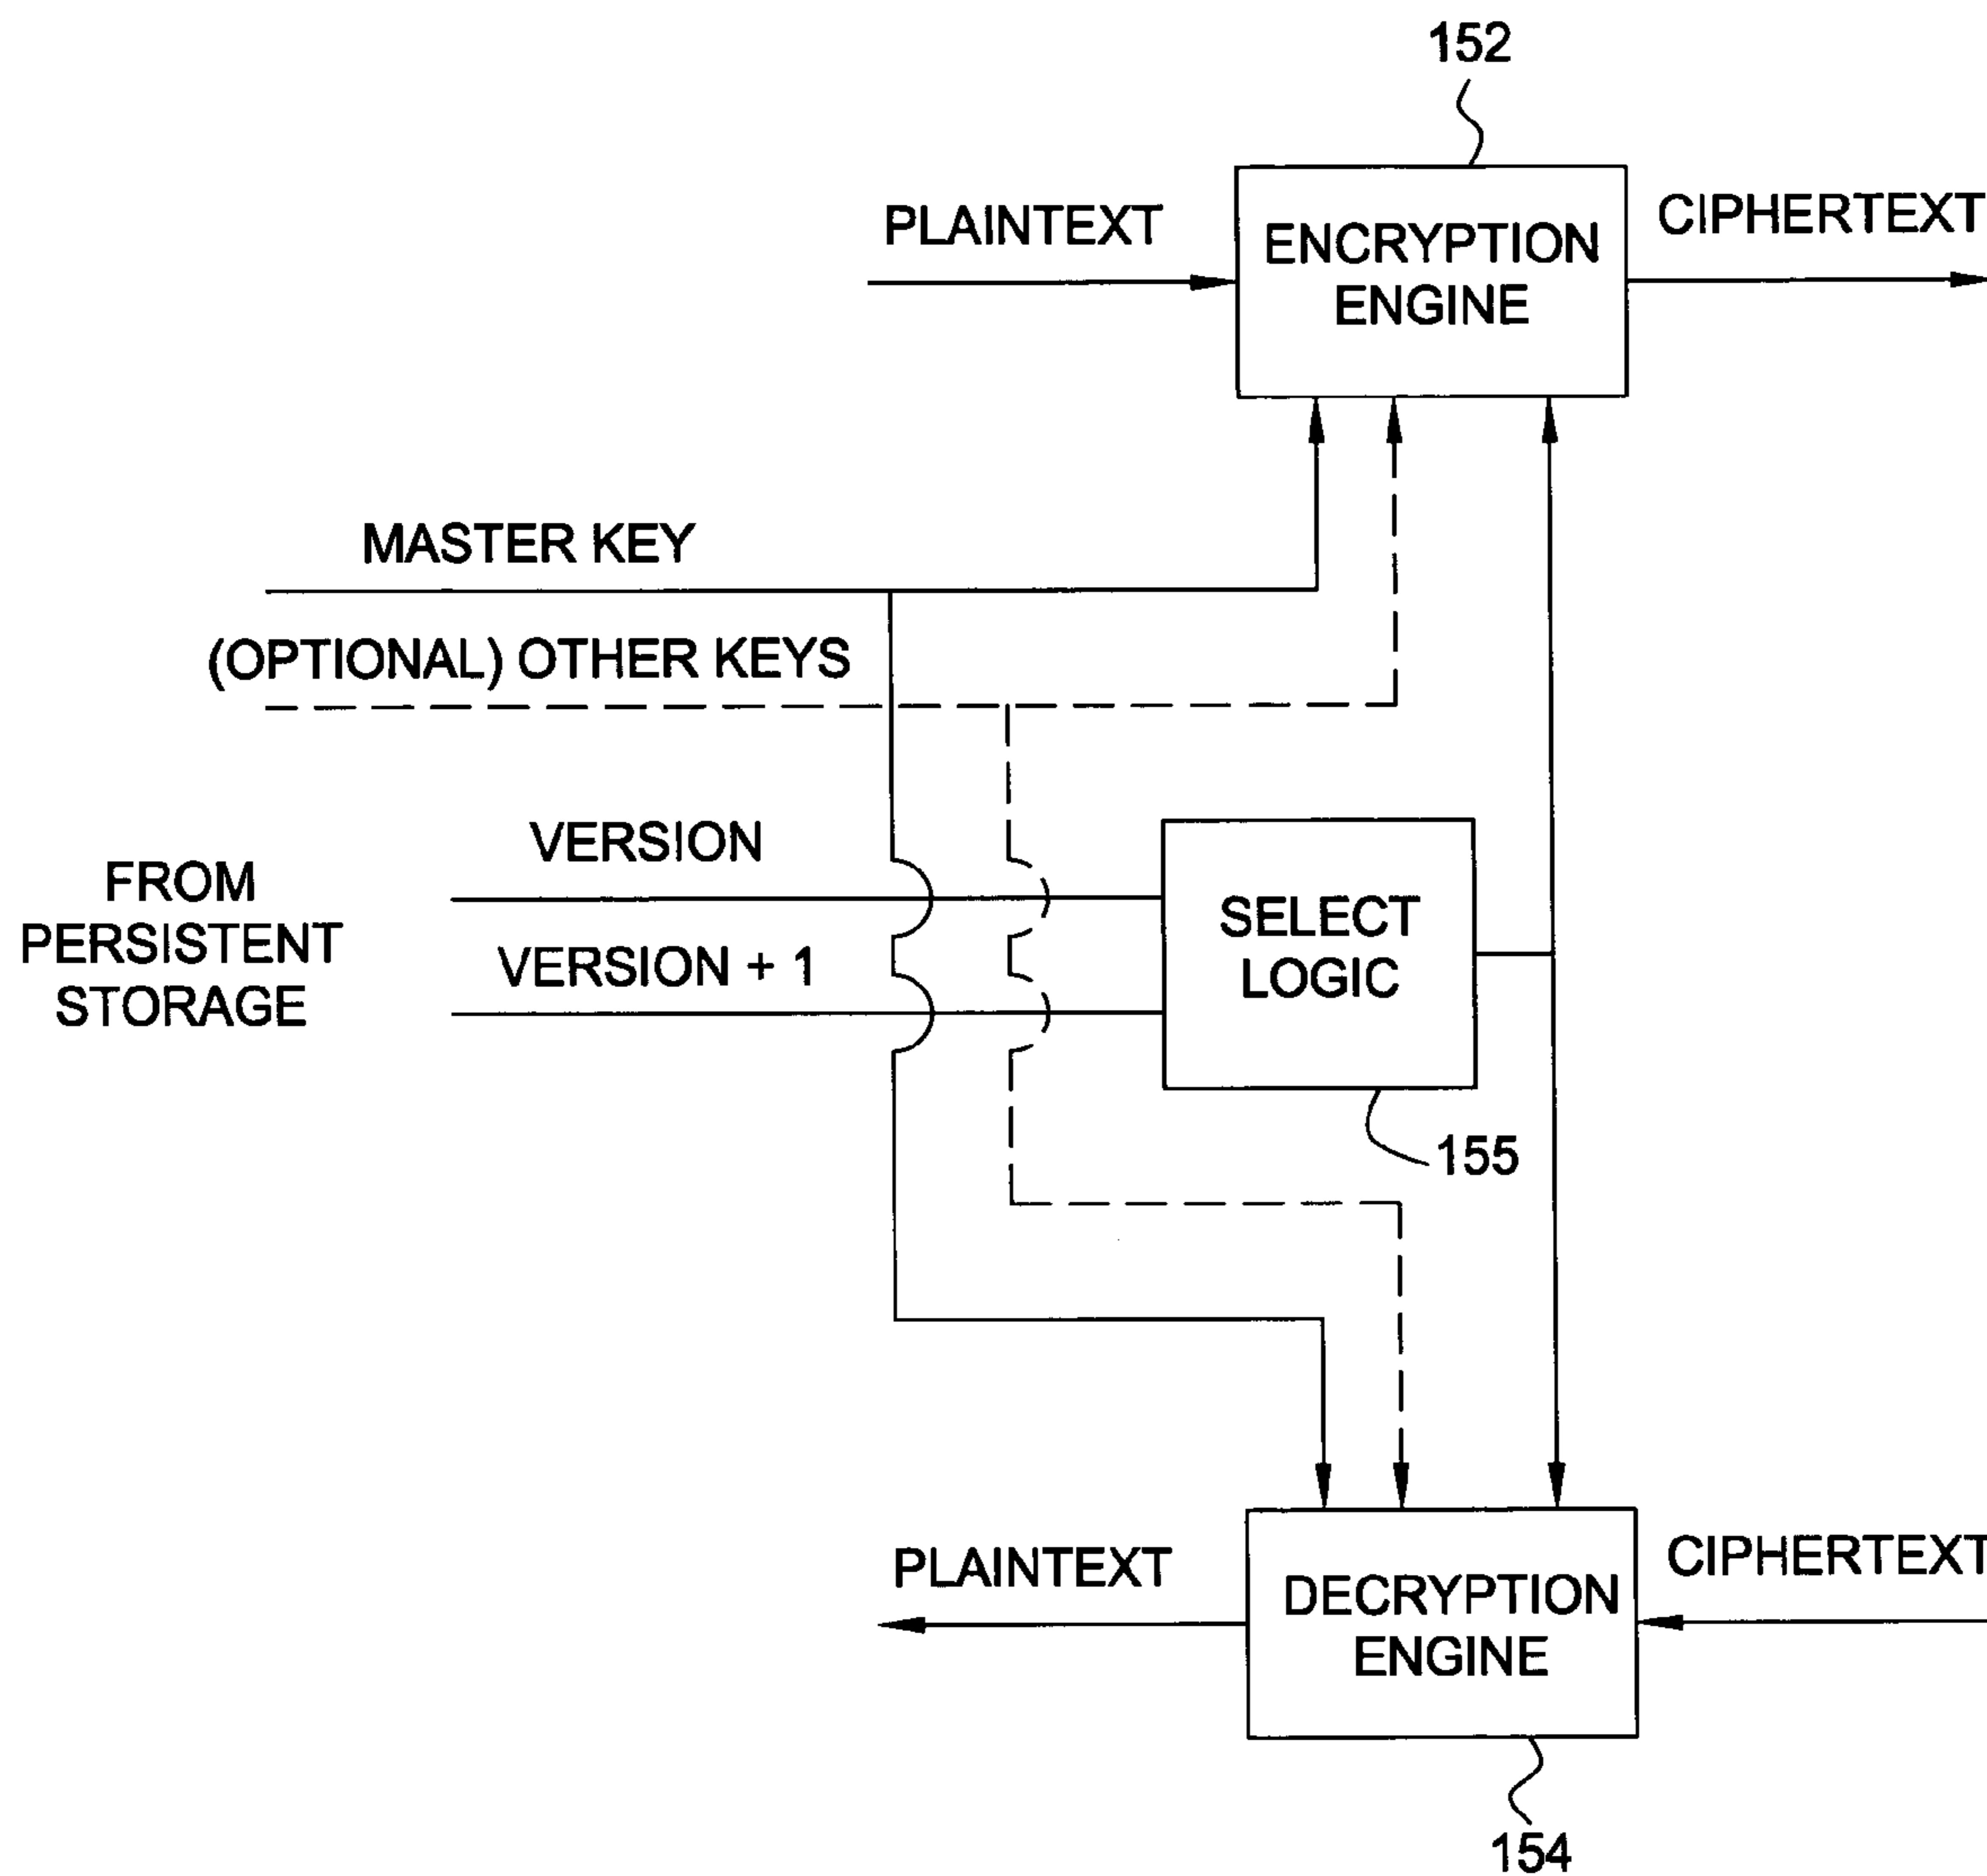 152
PLAINTEXT
ENCRYPTION
ENGINE
CIPHERTEXT
MASTER KEY
(OPTIONAL) OTHER KEYS
FROM
PERSISTENT
STORAGE
VERSION
VERSION + 1
SELECT
LOGIC
155
PLAINTEXT
DECRYPTION
ENGINE
CIPHERTEXT
154